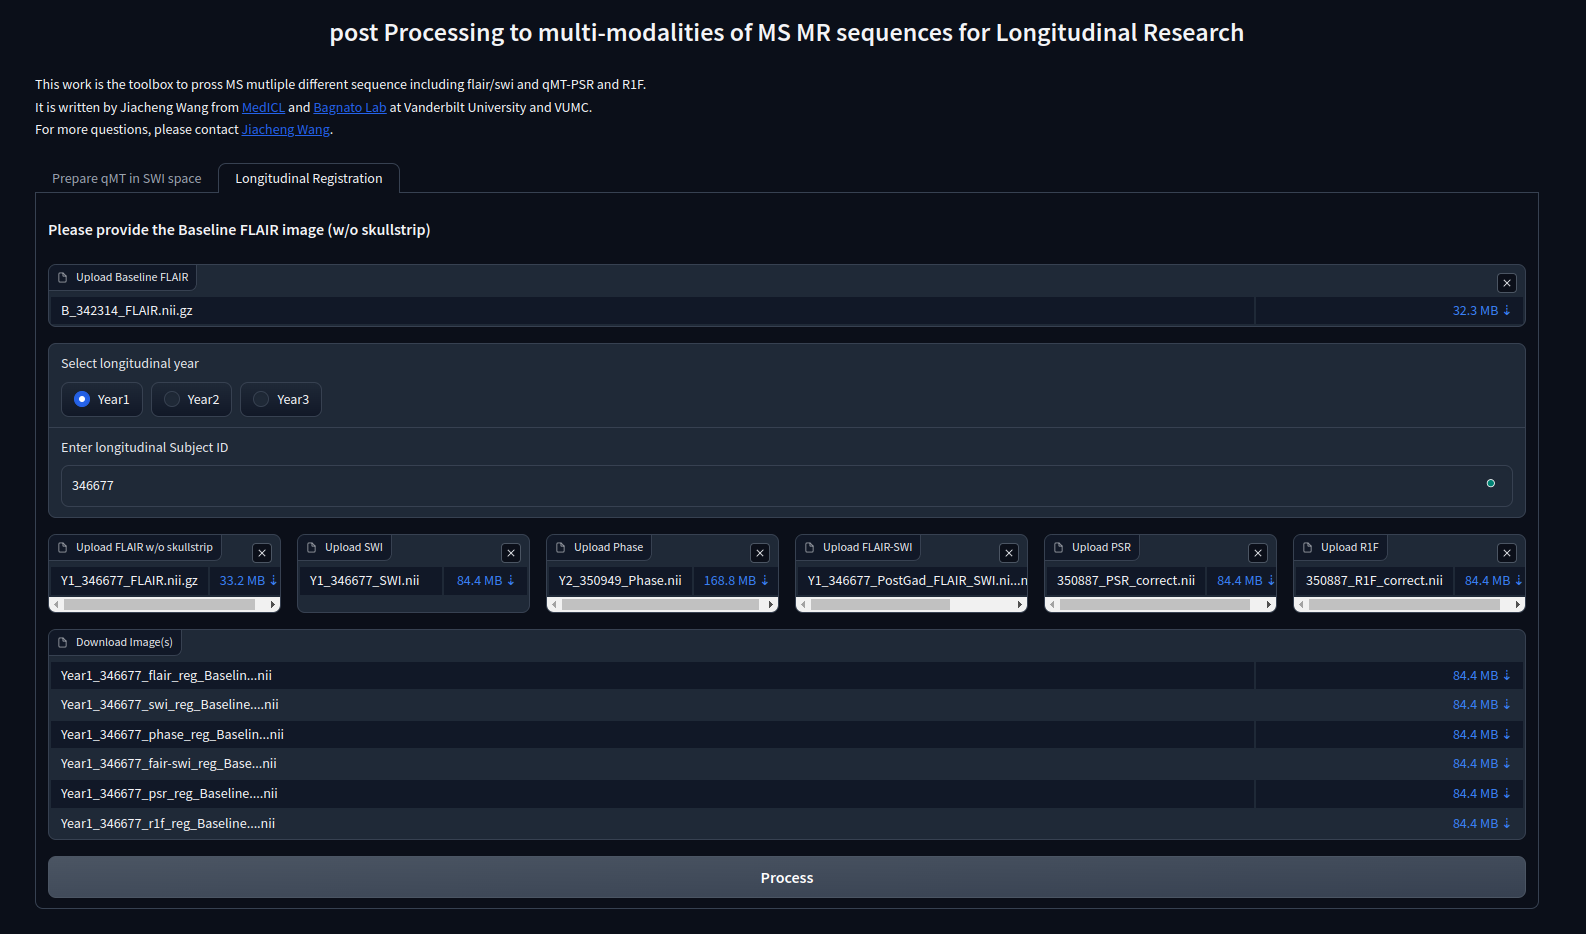 post Processing to multi-modalities of MS MR sequences for Longitudinal Research
This work is the toolbox to pross MS mutliple different sequence including flair/swi and qMT-PSR and R1F.
It is written by Jiacheng Wang from MedICL and Bagnato Lab at Vanderbilt University and VUMC.
For more questions, please contact Jiacheng Wang.
Prepare qMT in SWI space Longitudinal Registration
Please provide the Baseline FLAIR image (w/o skullstrip)
Upload Baseline FLAIR
B_342314_FLAIR.nii.gz 32.3 MB ⇣
Select longitudinal year
Year1 Year2 Year3
Enter longitudinal Subject ID
346677
Upload FLAIR w/o skullstrip Upload SWI Upload Phase Upload FLAIR-SWI Upload PSR Upload R1F
Y1_346677_FLAIR.nii.gz 33.2 MB ⇣ Y1_346677_SWI.nii 84.4 MB ⇣ Y2_350949_Phase.nii 168.8 MB ⇣ Y1_346677_PostGad_FLAIR_SWI.ni...n 350887_PSR_correct.nii 84.4 MB ⇣ 350887_R1F_correct.nii 84.4 MB ⇣
Download Image(s)
Year1_346677_flair_reg_Baselin...nii 84.4 MB ⇣
Year1_346677_swi_reg_Baseline....nii 84.4 MB ⇣
Year1_346677_phase_reg_Baselin...nii 84.4 MB ⇣
Year1_346677_fair-swi_reg_Base...nii 84.4 MB ⇣
Year1_346677_psr_reg_Baseline....nii 84.4 MB ⇣
Year1_346677_r1f_reg_Baseline....nii 84.4 MB ⇣
Process